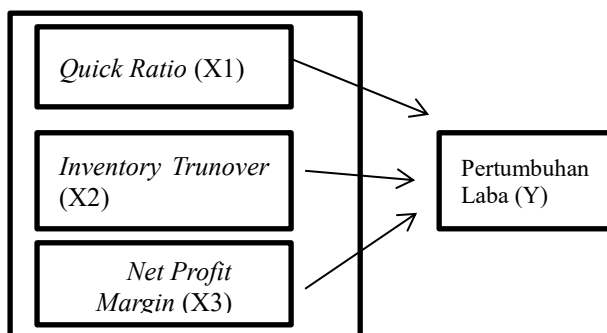 Quick Ratio (X1)
Inventory Trunover
(X2)
Pertumbuhan
Laba (Y)
Net Profit
Margin (X3)